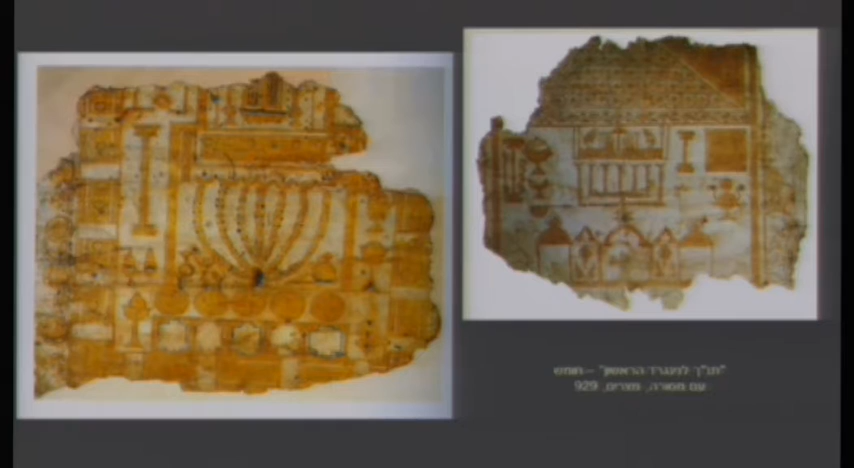 "תנ"ך לנינגרד הראשון" – חומש
עם מסורה, מצרים, 929